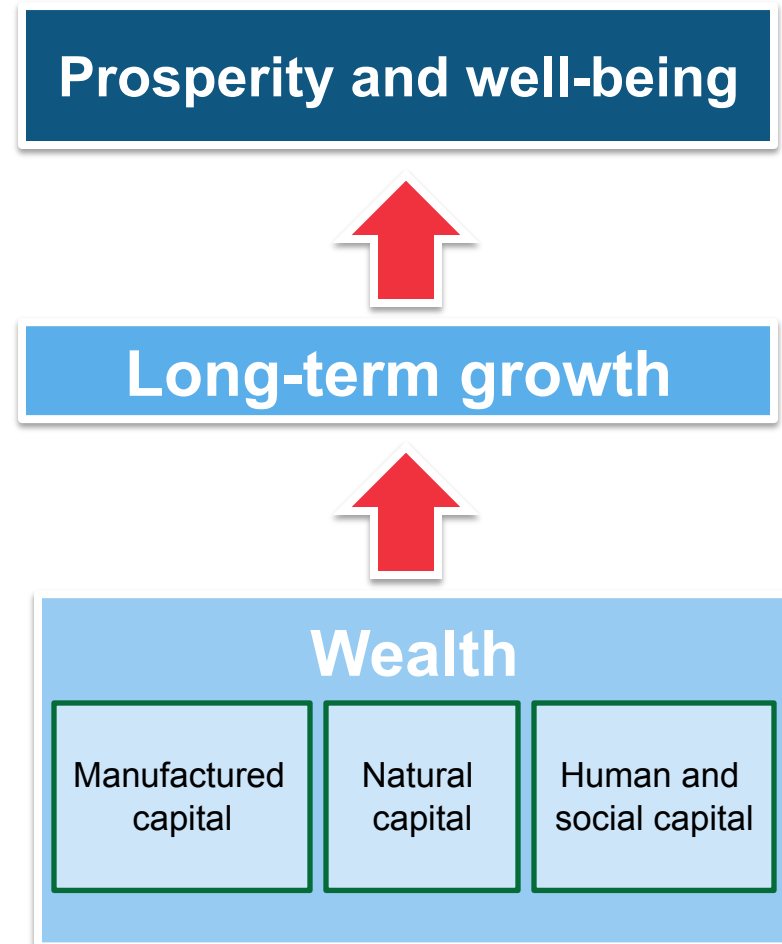 Prosperity and well-being
Long-term growth
Wealth
Manufactured
capital
Natural
capital
Human and
social capital